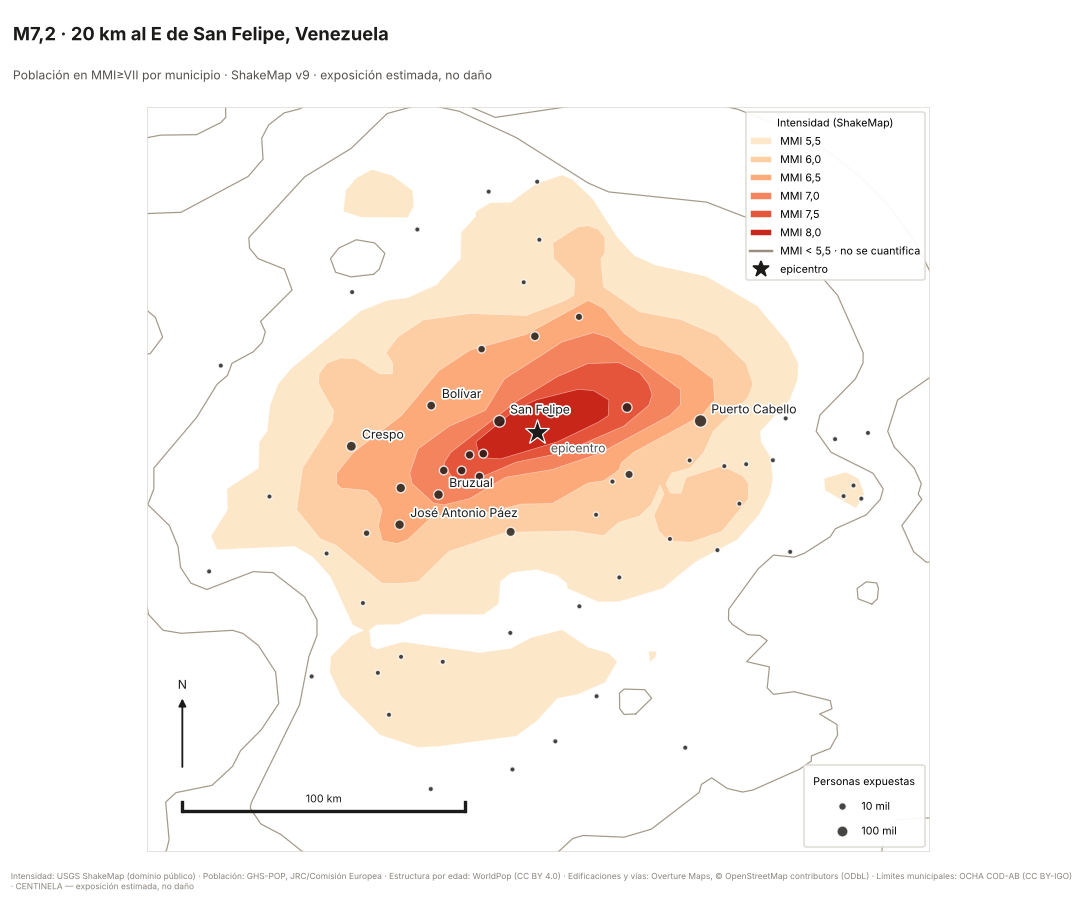 M7,2 · 20 km al E de San Felipe, Venezuela
Población en MMI≥VII por municipio · ShakeMap v9 · exposición estimada, no daño
Intensidad (ShakeMap)
MMI 5,5
MMI 6,0
MMI 6,5
MMI 7,0
MMI 7,5
MMI 8,0
MMI < 5,5 · no se cuantifica
epicentro
Bolívar
San Felipe
Puerto Cabello
Crespo
epicentro
Bruzual
José Antonio Páez
N
100 km
Personas expuestas
10 mil
100 mil
Intensidad: USGS ShakeMap (dominio público) · Población: GHS-POP, JRC/Comisión Europea · Estructura por edad: WorldPop (CC BY 4.0) · Edificaciones y vías: Overture Maps, © OpenStreetMap contributors (ODbL) · Límites municipales: OCHA COD-AB (CC BY-IGO)
· CENTINELA — exposición estimada, no daño